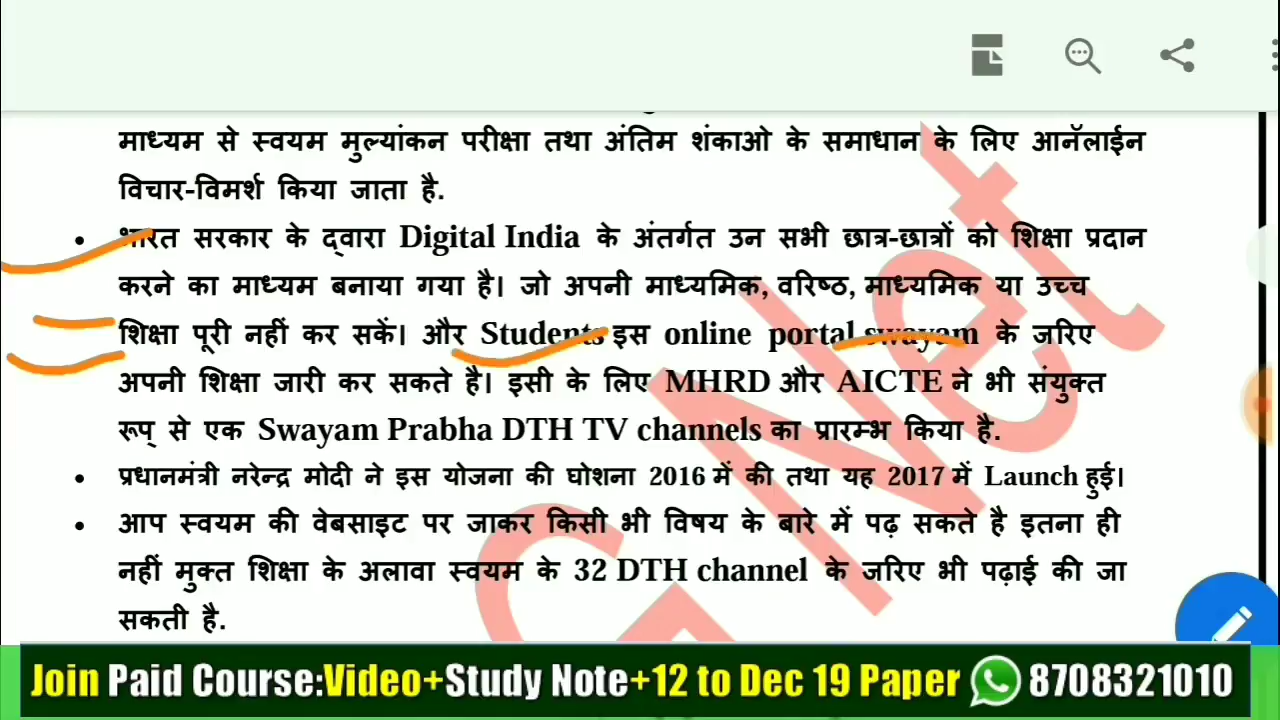 माध्यम से स्वयम मुल्यांकन परीक्षा तथा अंतिम शंकाओ के समाधान के लिए आनॅलाईन
विचार-विमर्श किया जाता है.
• भारत सरकार के द्वारा Digital India के अंतर्गत उन सभी छात्र-छात्रों को शिक्षा प्रदान
करने का माध्यम बनाया गया है। जो अपनी माध्यमिक, वरिष्ठ, माध्यमिक या उच्च
शिक्षा पूरी नहीं कर सकें। और Students इस online portal swayam के जरिए
अपनी शिक्षा जारी कर सकते है। इसी के लिए MHRD और AICTE ने भी संयुक्त
रूप् से एक Swayam Prabha DTH TV channels का प्रारम्भ किया है.
• प्रधानमंत्री नरेन्द्र मोदी ने इस योजना की घोशना 2016 में की तथा यह 2017 में Launch हुई।
• आप स्वयम की वेबसाइट पर जाकर किसी भी विषय के बारे में पढ़ सकते है इतना ही
नहीं मुक्त शिक्षा के अलावा स्वयम के 32 DTH channel के जरिए भी पढ़ाई की जा
सकती है.
G Net
Join Paid Course:Video+Study Note+12 to Dec 19 Paper 8708321010